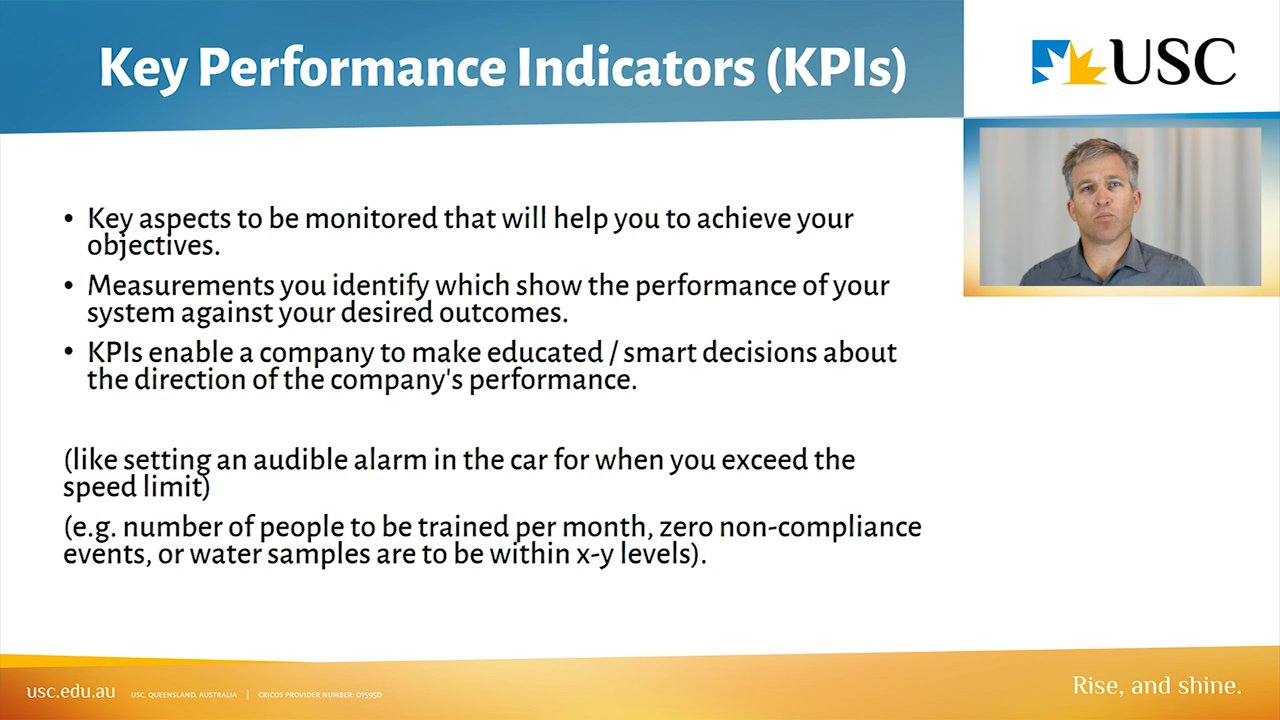 Key Performance Indicators (KPIs)
USC
• Key aspects to be monitored that will help you to achieve your
objectives.
• Measurements you identify which show the performance of your
system against your desired outcomes.
• KPIs enable a company to make educated / smart decisions about
the direction of the company's performance.
(like setting an audible alarm in the car for when you exceed the
speed limit)
(e.g. number of people to be trained per month, zero non-compliance
events, or water samples are to be within x-y levels).
usc.edu.au USC, QUEENSLAND, AUSTRALIA | CRICOS PROVIDER NUMBER: 01595D
Rise, and shine.